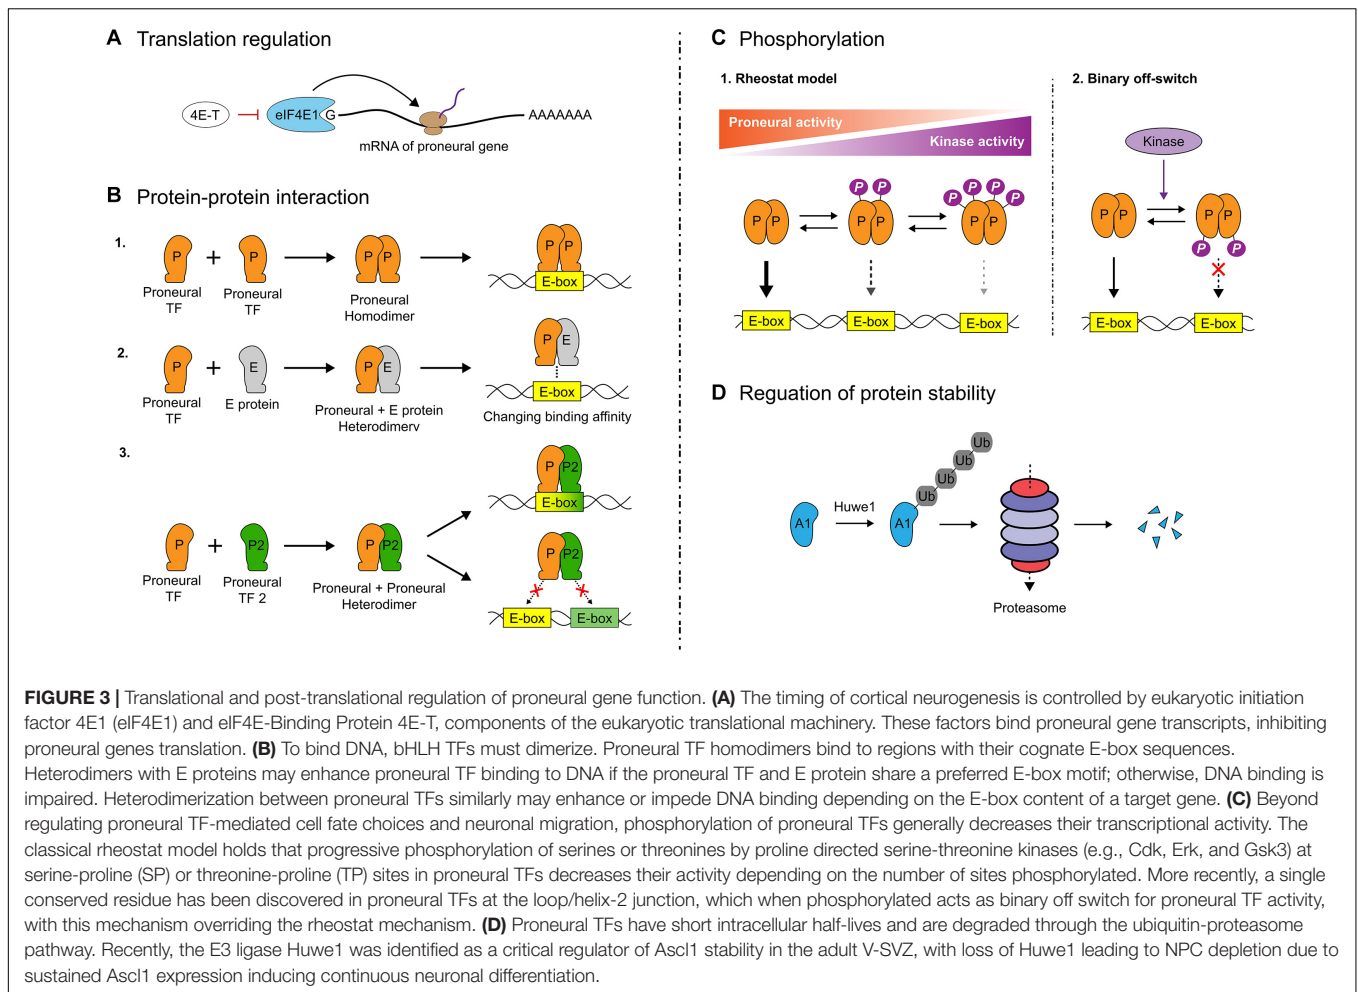 A Translation regulation
4E-T
eIF4E1
G
AAAAAAA
mRNA of proneural gene
B Protein-protein interaction
1.
P
+
P
P P
P P
E-box
Proneural
TF
Proneural
TF
Proneural
Homodimer
2.
P
+
E
P E
P E
E-box
Proneural
TF
E protein
Proneural + E protein
Heterodimerv
Changing binding affinity
3.
P P2
E-box
P
+
P2
P P2
P P2
Proneural
TF
Proneural
TF 2
Proneural + Proneural
Heterodimer
E-box
E-box
C Phosphorylation
1. Rheostat model
Proneural activity
Kinase activity
P P
P P
P P
P P P P
P P
E-box
E-box
E-box
2. Binary off-switch
Kinase
P P
P P
P P
E-box
E-box
D Reguation of protein stability
A1
Huwe1
A1
Ub
Ub
Ub
Ub
Proteasome
FIGURE 3 | Translational and post-translational regulation of proneural gene function. (A) The timing of cortical neurogenesis is controlled by eukaryotic initiation
factor 4E1 (eIF4E1) and eIF4E-Binding Protein 4E-T, components of the eukaryotic translational machinery. These factors bind proneural gene transcripts, inhibiting
proneural genes translation. (B) To bind DNA, bHLH TFs must dimerize. Proneural TF homodimers bind to regions with their cognate E-box sequences.
Heterodimers with E proteins may enhance proneural TF binding to DNA if the proneural TF and E protein share a preferred E-box motif; otherwise, DNA binding is
impaired. Heterodimerization between proneural TFs similarly may enhance or impede DNA binding depending on the E-box content of a target gene. (C) Beyond
regulating proneural TF-mediated cell fate choices and neuronal migration, phosphorylation of proneural TFs generally decreases their transcriptional activity. The
classical rheostat model holds that progressive phosphorylation of serines or threonines by proline directed serine-threonine kinases (e.g., Cdk, Erk, and Gsk3) at
serine-proline (SP) or threonine-proline (TP) sites in proneural TFs decreases their activity depending on the number of sites phosphorylated. More recently, a single
conserved residue has been discovered in proneural TFs at the loop/helix-2 junction, which when phosphorylated acts as binary off switch for proneural TF activity,
with this mechanism overriding the rheostat mechanism. (D) Proneural TFs have short intracellular half-lives and are degraded through the ubiquitin-proteasome
pathway. Recently, the E3 ligase Huwe1 was identified as a critical regulator of Ascl1 stability in the adult V-SVZ, with loss of Huwe1 leading to NPC depletion due to
sustained Ascl1 expression inducing continuous neuronal differentiation.